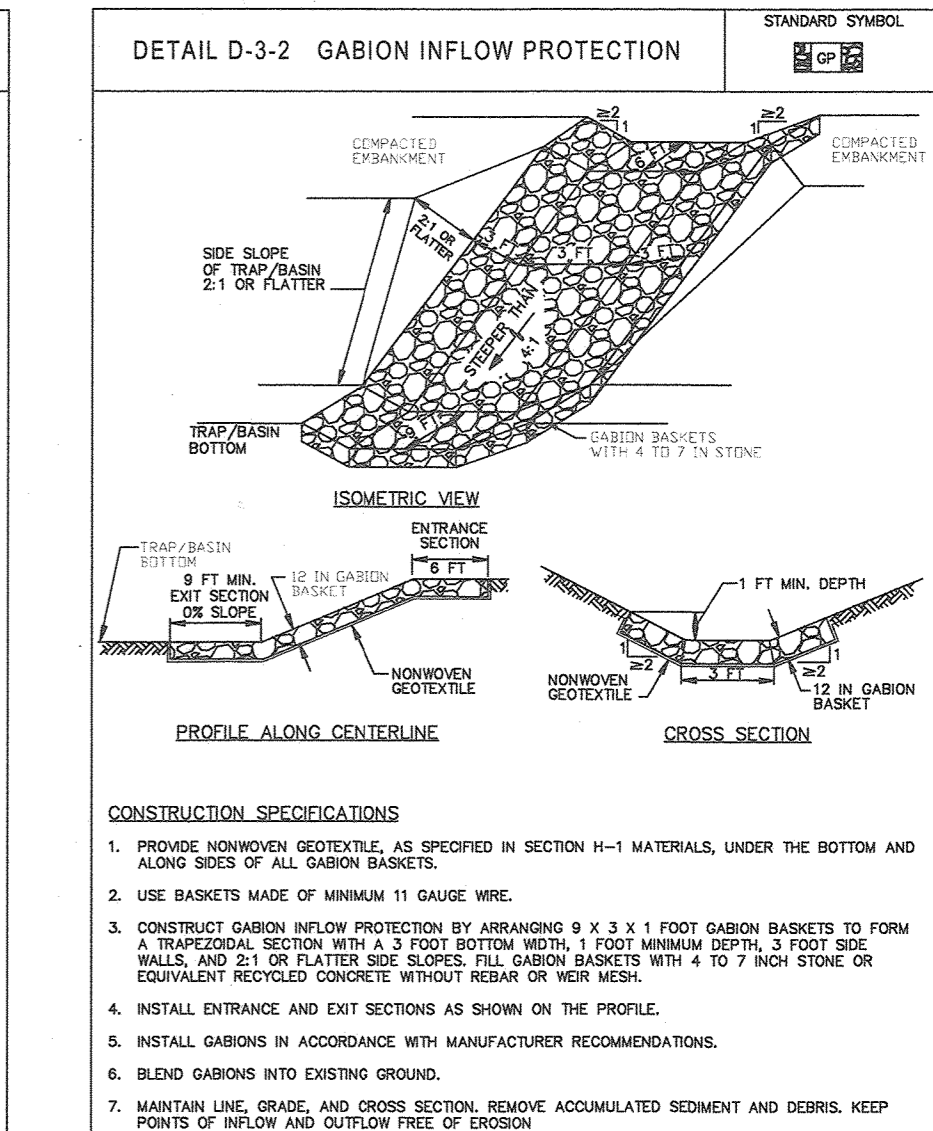 DETAIL D-3-2 GABION INFLOW PROTECTION
STANDARD SYMBOL
GP
≥2
1
≥2
1
COMPACTED
EMBANKMENT
COMPACTED
EMBANKMENT
6 FT
2:1 OR
FLATTER
3 FT
3 FT
3 FT
SIDE SLOPE
OF TRAP/BASIN
2:1 OR FLATTER
STEEPER THAN
4:1
9 FT
TRAP/BASIN
BOTTOM
GABION BASKETS
WITH 4 TO 7 IN STONE
ISOMETRIC VIEW
ENTRANCE
SECTION
6 FT
TRAP/BASIN
BOTTOM
9 FT MIN.
EXIT SECTION
0% SLOPE
12 IN GABION
BASKET
NONWOVEN
GEOTEXTILE
PROFILE ALONG CENTERLINE
1 FT MIN. DEPTH
1
≥2
3 FT
≥2
1
NONWOVEN
GEOTEXTILE
12 IN GABION
BASKET
CROSS SECTION
CONSTRUCTION SPECIFICATIONS
1. PROVIDE NONWOVEN GEOTEXTILE, AS SPECIFIED IN SECTION H-1 MATERIALS, UNDER THE BOTTOM AND
ALONG SIDES OF ALL GABION BASKETS.
2. USE BASKETS MADE OF MINIMUM 11 GAUGE WIRE.
3. CONSTRUCT GABION INFLOW PROTECTION BY ARRANGING 9 X 3 X 1 FOOT GABION BASKETS TO FORM
A TRAPEZOIDAL SECTION WITH A 3 FOOT BOTTOM WIDTH, 1 FOOT MINIMUM DEPTH, 3 FOOT SIDE
WALLS, AND 2:1 OR FLATTER SIDE SLOPES. FILL GABION BASKETS WITH 4 TO 7 INCH STONE OR
EQUIVALENT RECYCLED CONCRETE WITHOUT REBAR OR WEIR MESH.
4. INSTALL ENTRANCE AND EXIT SECTIONS AS SHOWN ON THE PROFILE.
5. INSTALL GABIONS IN ACCORDANCE WITH MANUFACTURER RECOMMENDATIONS.
6. BLEND GABIONS INTO EXISTING GROUND.
7. MAINTAIN LINE, GRADE, AND CROSS SECTION. REMOVE ACCUMULATED SEDIMENT AND DEBRIS. KEEP
POINTS OF INFLOW AND OUTFLOW FREE OF EROSION